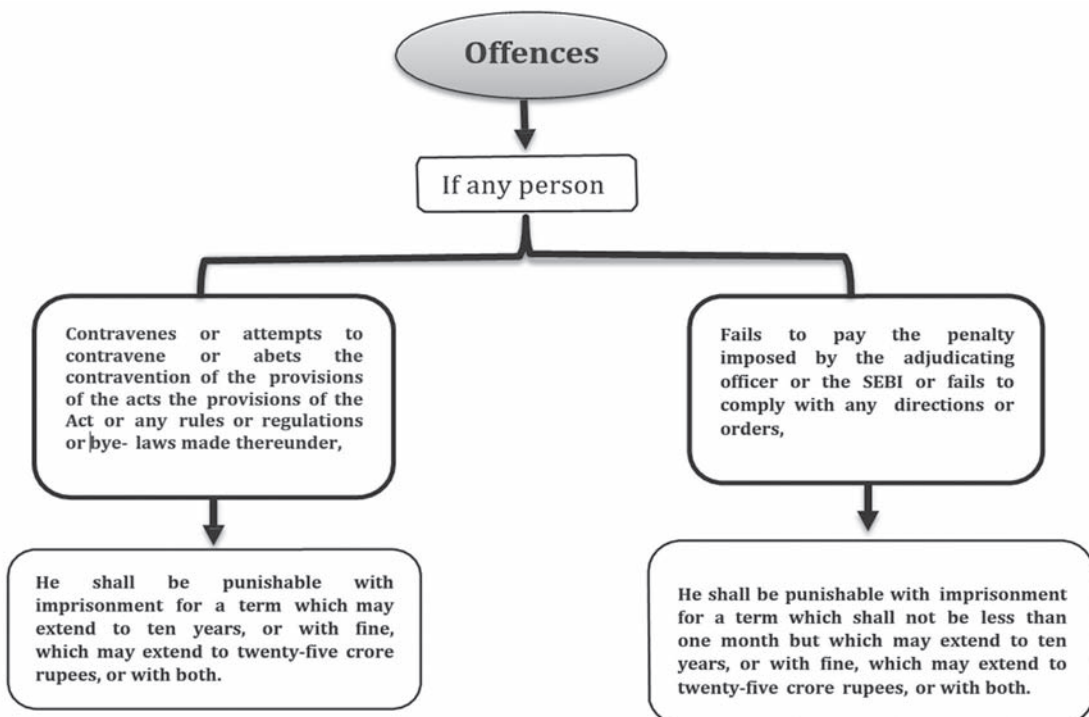 Offences
If any person
Contravenes or attempts to
contravene or abets the
contravention of the provisions
of the acts the provisions of the
Act or any rules or regulations
or bye- laws made thereunder,
Fails to pay the penalty
imposed by the adjudicating
officer or the SEBI or fails to
comply with any directions or
orders,
He shall be punishable with
imprisonment for a term which may
extend to ten years, or with fine,
which may extend to twenty-five crore
rupees, or with both.
He shall be punishable with imprisonment
for a term which shall not be less than
one month but which may extend to ten
years, or with fine, which may extend to
twenty-five crore rupees, or with both.